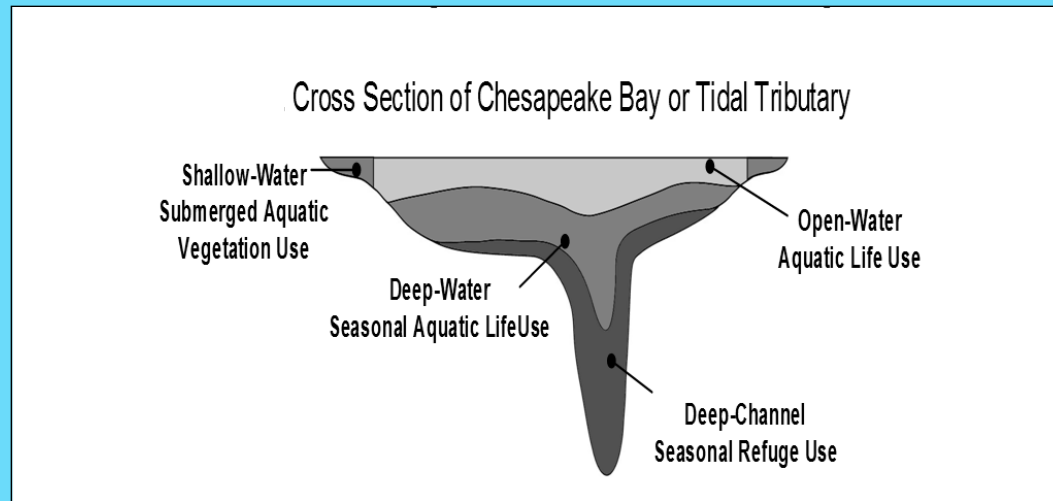 Cross Section of Chesapeake Bay or Tidal Tributary
Shallow-Water
Submerged Aquatic
Vegetation Use
Open-Water
Aquatic Life Use
Deep-Water
Seasonal Aquatic LifeUse
Deep-Channel
Seasonal Refuge Use